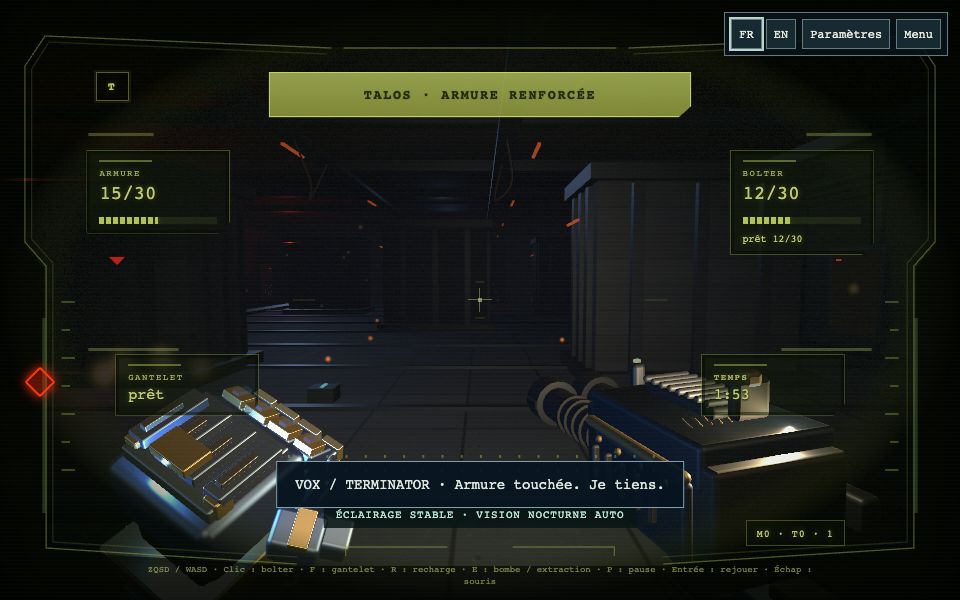 FR EN Paramètres Menu
T
TALOS · ARMURE RENFORCÉE
ARMURE
15/30
BOLTER
12/30
prêt 12/30
GANTELET
prêt
TEMPS
1:53
VOX / TERMINATOR · Armure touchée. Je tiens.
ÉCLAIRAGE STABLE · VISION NOCTURNE AUTO
M0 · T0 · 1
ZQSD / WASD · Clic : bolter · F : gantelet · R : recharge · E : bombe / extraction · P : pause · Entrée : rejouer · Échap :
souris